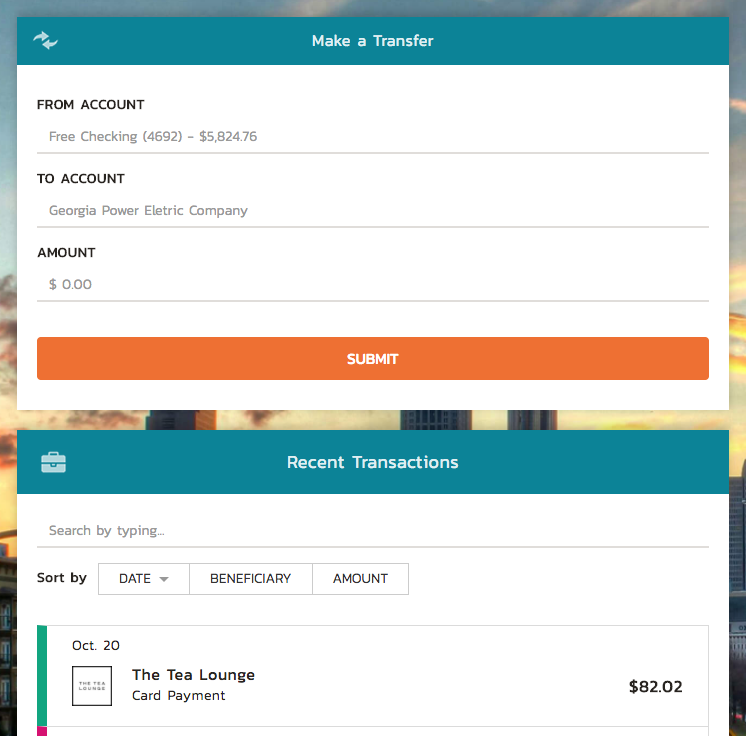 Make a Transfer
FROM ACCOUNT
Free Checking (4692) - $5,824.76
TO ACCOUNT
Georgia Power Eletric Company
AMOUNT
$ 0.00
SUBMIT
Recent Transactions
Search by typing...
Sort by DATE BENEFICIARY AMOUNT
Oct. 20
THE TEA
LOUNGE
The Tea Lounge
Card Payment
$82.02